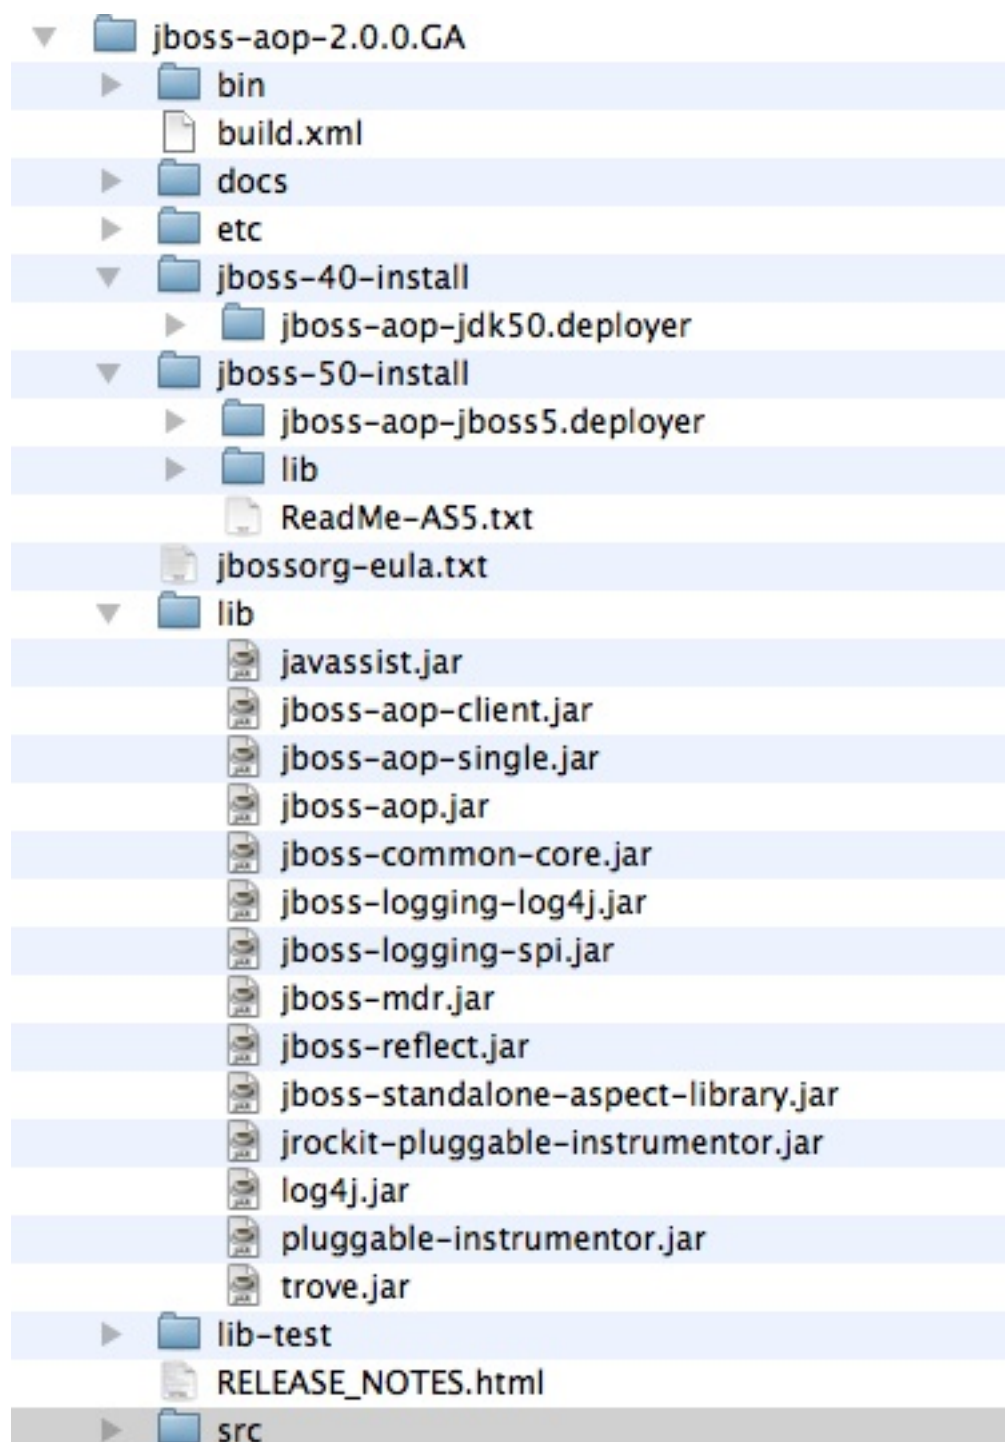 jboss-aop-2.0.0.GA
bin
build.xml
docs
etc
jboss-40-install
jboss-aop-jdk50.deployer
jboss-50-install
jboss-aop-jboss5.deployer
lib
ReadMe-AS5.txt
jbossorg-eula.txt
lib
javassist.jar
jboss-aop-client.jar
jboss-aop-single.jar
jboss-aop.jar
jboss-common-core.jar
jboss-logging-log4j.jar
jboss-logging-spi.jar
jboss-mdr.jar
jboss-reflect.jar
jboss-standalone-aspect-library.jar
jrockit-pluggable-instrumentor.jar
log4j.jar
pluggable-instrumentor.jar
trove.jar
lib-test
RELEASE_NOTES.html
src